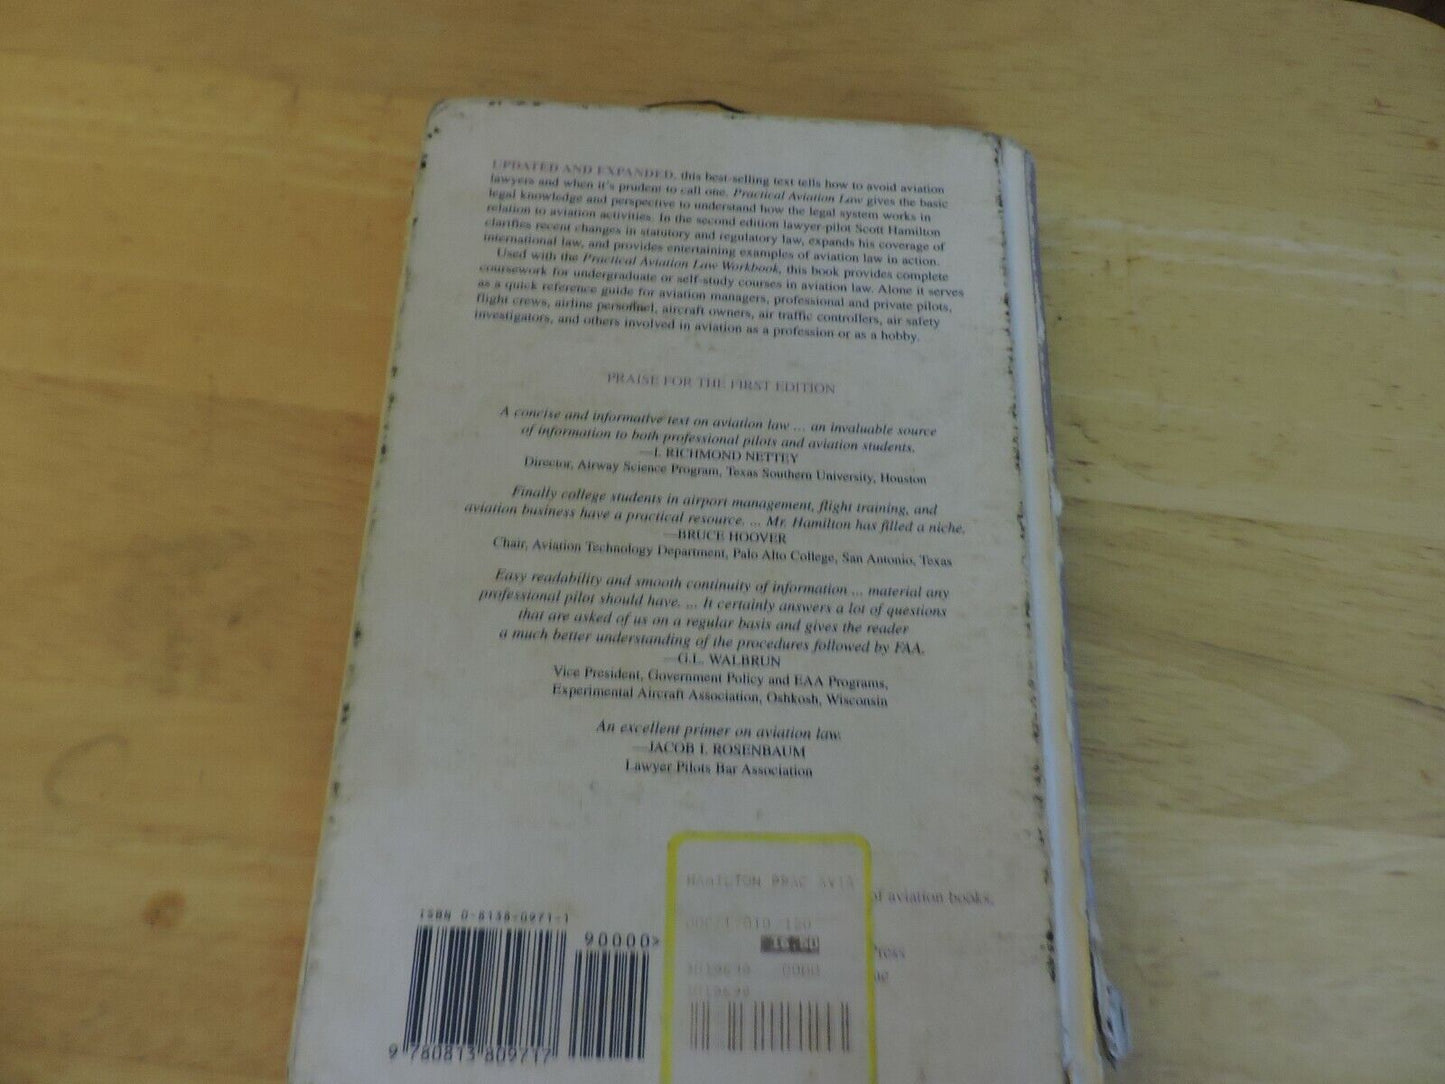 UPDATED AND EXPANDED, this best-selling text tells how to avoid aviation
lawyers and when it's prudent to call one. Practical Aviation Law gives the basic
legal knowledge and perspective to understand how the legal system works in
relation to aviation activities. In the second edition lawyer-pilot Scott Hamilton
clarifies recent changes in statutory and regulatory law, expands his coverage of
international law, and provides entertaining examples of aviation law in action.
Used with the Practical Aviation Law Workbook, this book provides complete
coursework for undergraduate or self-study courses in aviation law. Alone it serves
as a quick reference guide for aviation managers, professional and private pilots,
flight crews, airline personnel, aircraft owners, air traffic controllers, air safety
investigators, and others involved in aviation as a profession or as a hobby.
PRAISE FOR THE FIRST EDITION
A concise and informative text on aviation law ... an invaluable source
of information to both professional pilots and aviation students.
—I. RICHMOND NETTEY
Director, Airway Science Program, Texas Southern University, Houston
Finally college students in airport management, flight training, and
aviation business have a practical resource. ... Mr. Hamilton has filled a niche.
—BRUCE HOOVER
Chair, Aviation Technology Department, Palo Alto College, San Antonio, Texas
Easy readability and smooth continuity of information ... material any
professional pilot should have. ... It certainly answers a lot of questions
that are asked of us on a regular basis and gives the reader
a much better understanding of the procedures followed by FAA.
—G.L. WALBRUN
Vice President, Government Policy and EAA Programs,
Experimental Aircraft Association, Oshkosh, Wisconsin
An excellent primer on aviation law.
—JACOB I. ROSENBAUM
Lawyer Pilots Bar Association
HAMILTON PRAC AVIA
of aviation books.
ISBN 0-8138-0971-1
90000>
Press
3019698 0000
3019698
9 780813 809717